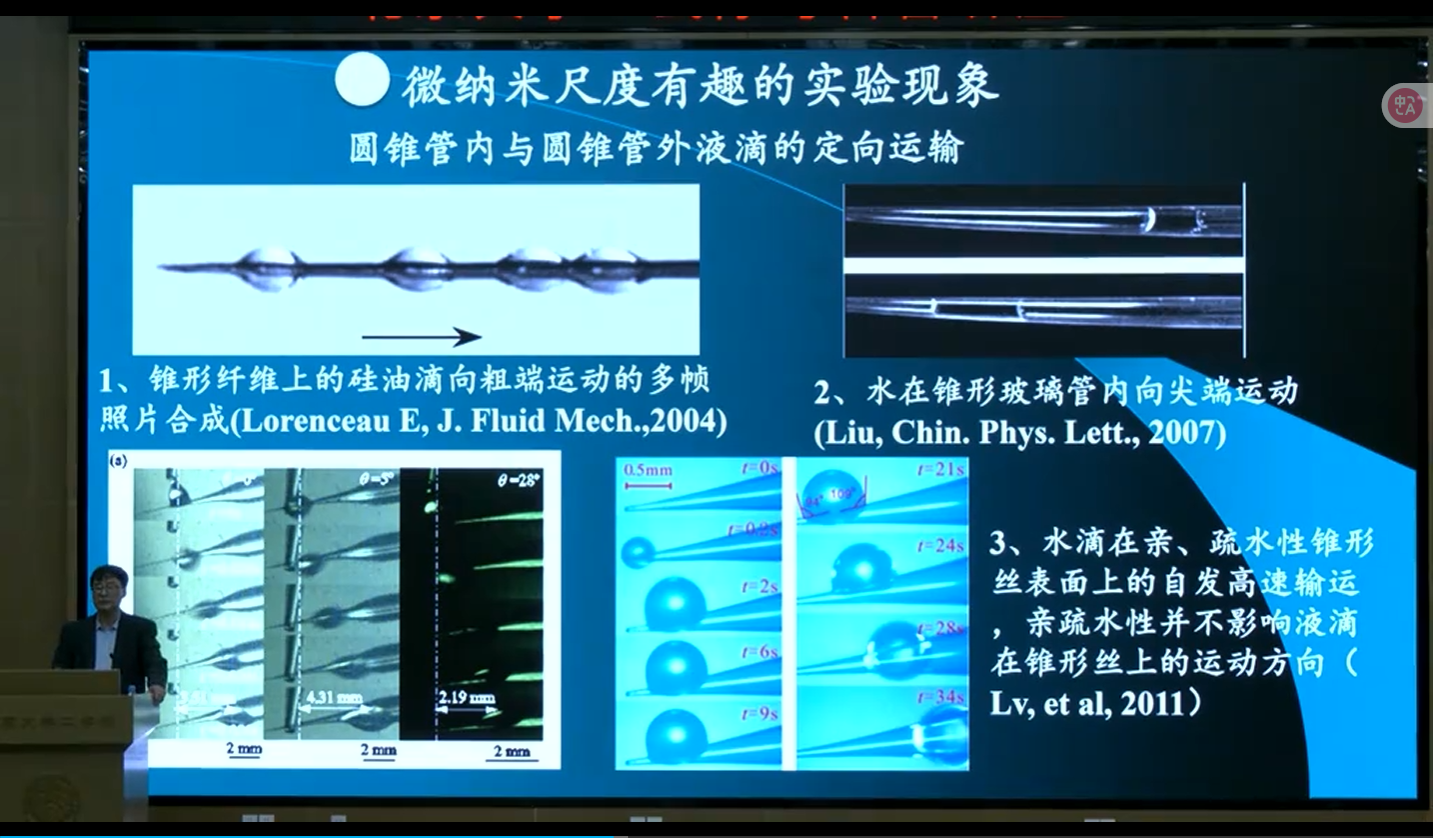 微纳米尺度有趣的实验现象
圆锥管内与圆锥管外液滴的定向运输
1、锥形纤维上的硅油滴向粗端运动的多帧
照片合成(Lorenceau E, J. Fluid Mech.,2004)
2、水在锥形玻璃管内向尖端运动
(Liu, Chin. Phys. Lett., 2007)
(a)
θ=28°
4.31 mm
2.19 mm
2 mm
2 mm
2 mm
0.5mm
t=0s
t=0.2s
t=2s
t=6s
t=9s
t=21s
94°
109°
t=24s
t=28s
t=34s
3、水滴在亲、疏水性锥形
丝表面上的自发高速输运
，亲疏水性并不影响液滴
在锥形丝上的运动方向（
Lv, et al, 2011）
中
A